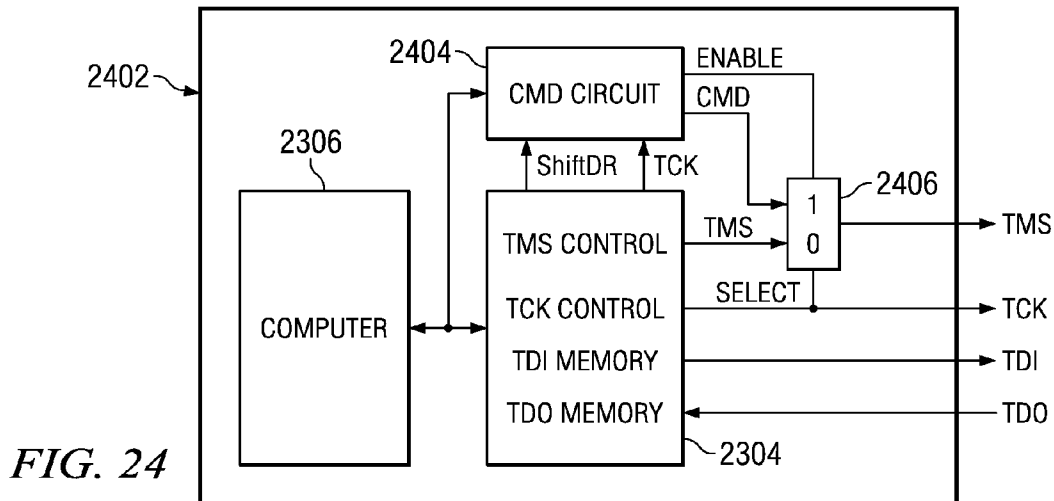 2402
2404
ENABLE
CMD CIRCUIT
CMD
2306
ShiftDR
TCK
2406
1
0
TMS
TMS CONTROL
TMS
SELECT
COMPUTER
TCK CONTROL
TCK
TDI MEMORY
TDI
TDO MEMORY
TDO
2304
FIG. 24